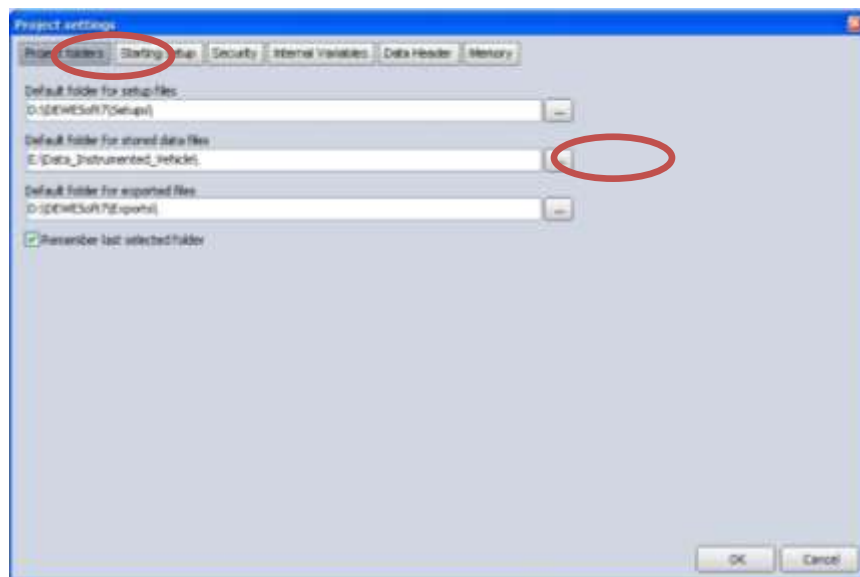 Project settings
Project folders Starting setup Security Internal Variables Data Header Memory
Default folder for setup files
D:\DEWESoft7\Setups\
...
Default folder for stored data files
E:\Data_Instrumented_Vehicle\
...
Default folder for exported files
D:\DEWESoft7\Exports\
...
Remember last selected folder
OK Cancel